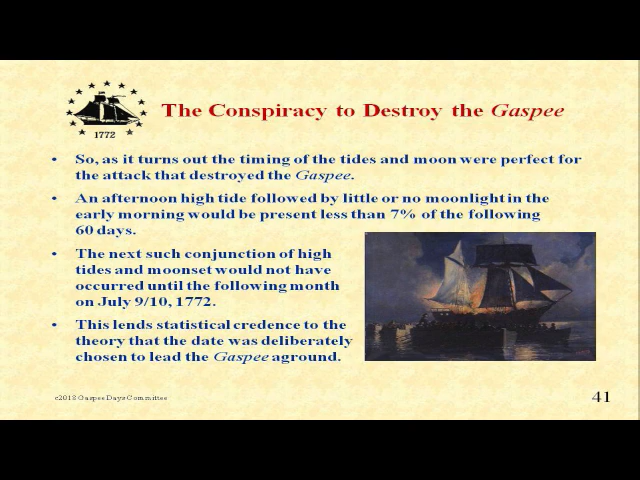 1772
The Conspiracy to Destroy the Gaspee
• So, as it turns out the timing of the tides and moon were perfect for
the attack that destroyed the Gaspee.
• An afternoon high tide followed by little or no moonlight in the
early morning would be present less than 7% of the following
60 days.
• The next such conjunction of high
tides and moonset would not have
occurred until the following month
on July 9/10, 1772.
• This lends statistical credence to the
theory that the date was deliberately
chosen to lead the Gaspee aground.
c2018 Gaspee Days Committee
41